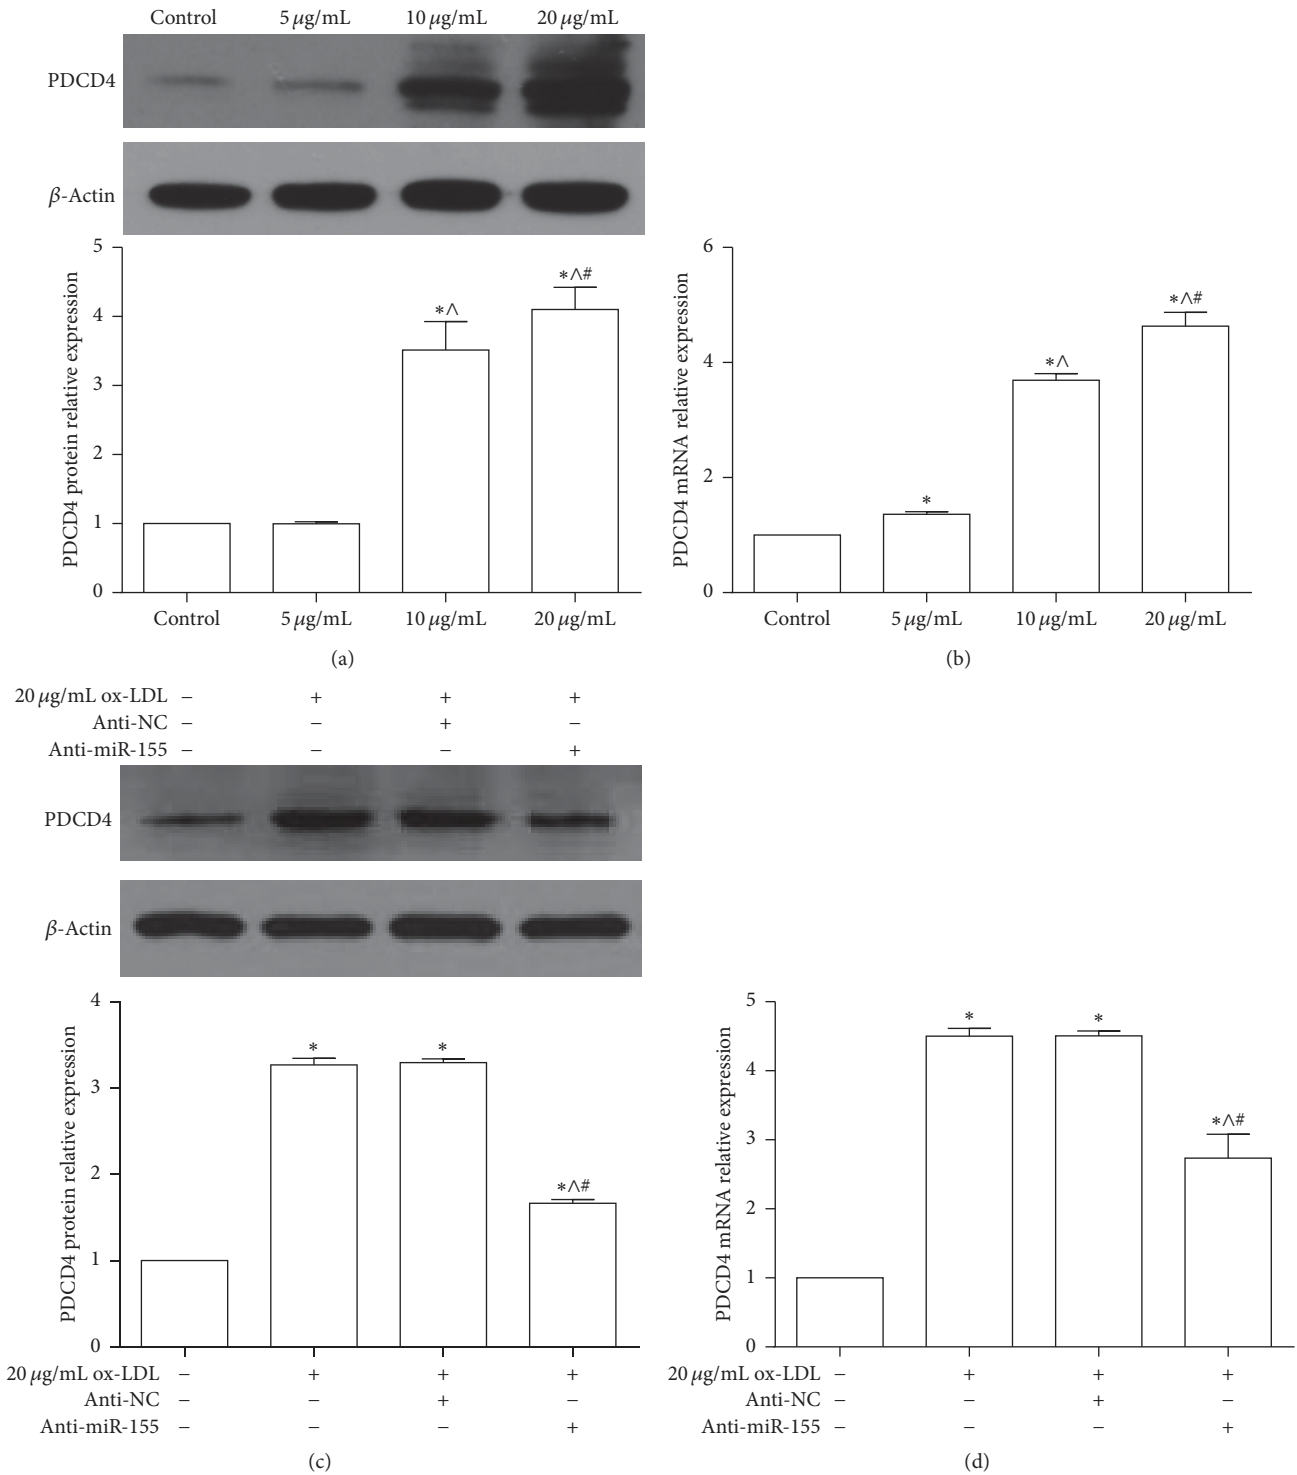 Control 5 μg/mL 10 μg/mL 20 μg/mL
PDCD4
β-Actin
PDCD4 protein relative expression
5
4
3
2
1
0
*^
*^#
Control 5 μg/mL 10 μg/mL 20 μg/mL
(a)
PDCD4 mRNA relative expression
6
4
2
0
*
*^
*^#
Control 5 μg/mL 10 μg/mL 20 μg/mL
(b)
20 μg/mL ox-LDL − + + +
Anti-NC − − + −
Anti-miR-155 − − − +
PDCD4
β-Actin
PDCD4 protein relative expression
4
3
2
1
0
*
*
*^#
20 μg/mL ox-LDL − + + +
Anti-NC − − + −
Anti-miR-155 − − − +
(c)
PDCD4 mRNA relative expression
5
4
3
2
1
0
*
*
*^#
20 μg/mL ox-LDL − + + +
Anti-NC − − + −
Anti-miR-155 − − − +
(d)